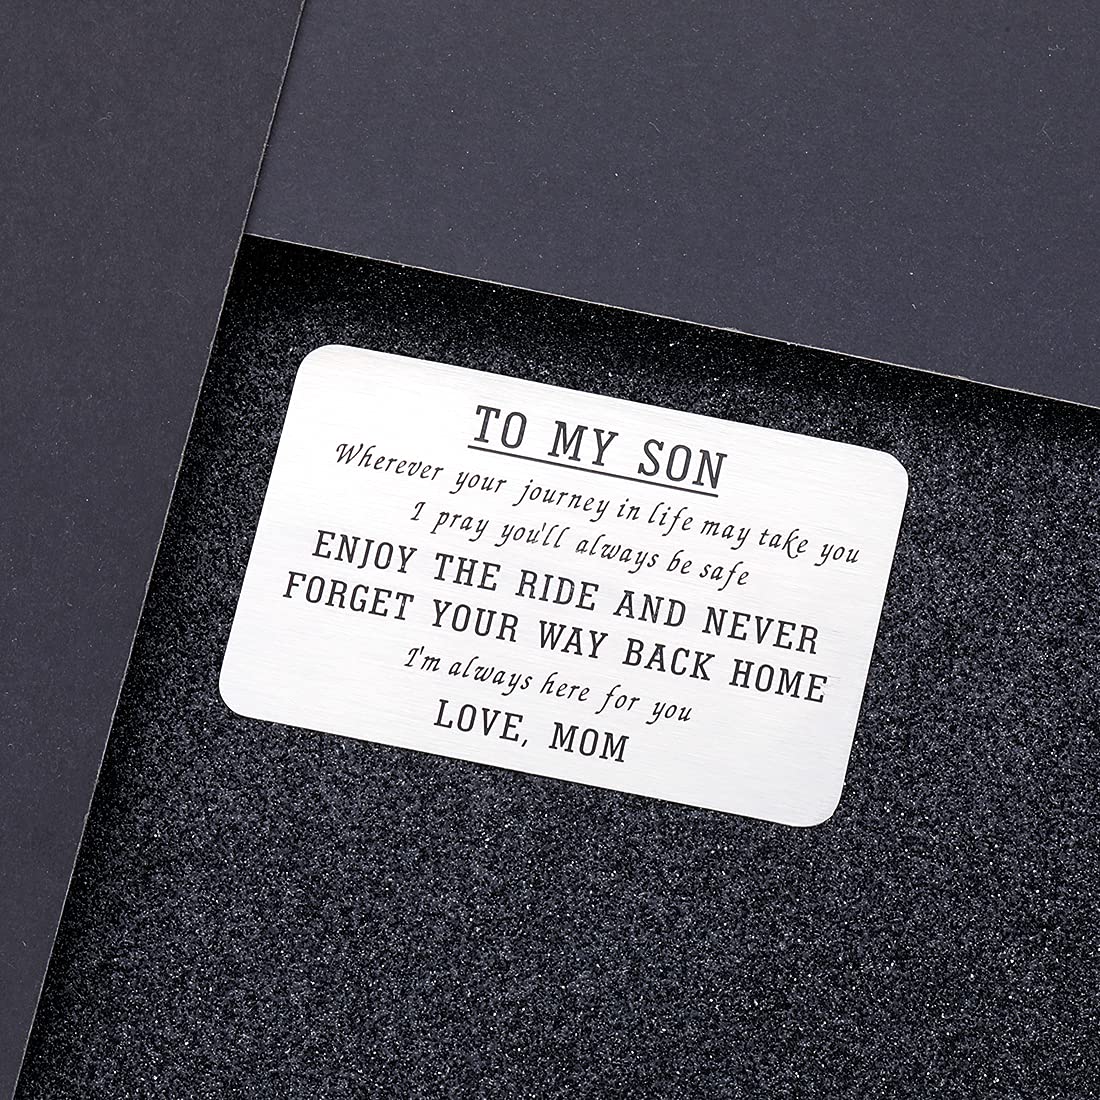 TO MY SON
Wherever your journey in life may take you
I pray you'll always be safe
ENJOY THE RIDE AND NEVER
FORGET YOUR WAY BACK HOME
I'm always here for you
LOVE, MOM